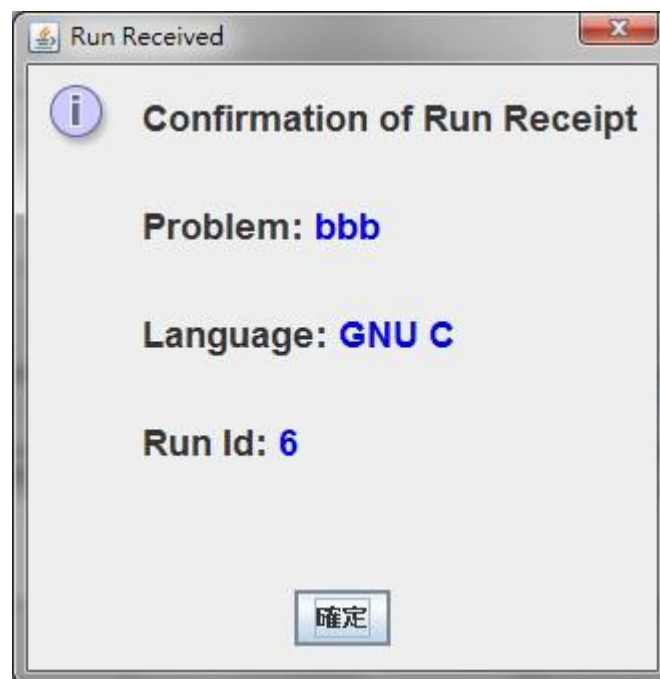 Run Received
Confirmation of Run Receipt
Problem: bbb
Language: GNU C
Run Id: 6
確定